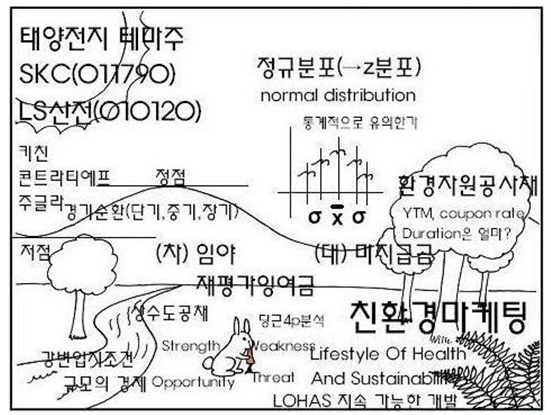 태양전지 테마주
SKC(011790)
LS산전(010120)
정규분포(→z분포)
normal distribution
통계적으로 유의한가
키친
콘트라티에프
주글라
정점
경기순환(단기,중기,장기)
저점
σ x̄ σ
환경자원공사채
YTM, coupon rate
Duration은 얼마?
(차) 임야
(대) 미지급금
재평가잉여금
상수도공채
당근4p분석
친환경마케팅
강변입지조건
규모의 경제
Strength
Weakness
Opportunity
Threat
Lifestyle Of Health
And Sustainability
LOHAS 지속 가능한 개발